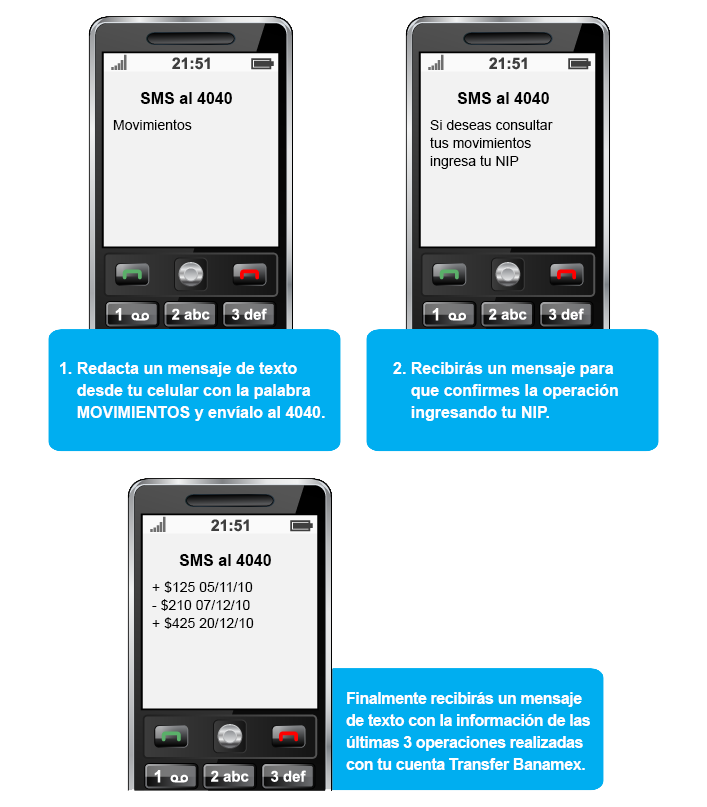 21:51
SMS al 4040
Movimientos
1
2 abc
3 def
1. Redacta un mensaje de texto
desde tu celular con la palabra
MOVIMIENTOS y envíalo al 4040.
21:51
SMS al 4040
Si deseas consultar
tus movimientos
ingresa tu NIP
1
2 abc
3 def
2. Recibirás un mensaje para
que confirmes la operación
ingresando tu NIP.
21:51
SMS al 4040
+ $125 05/11/10
- $210 07/12/10
+ $425 20/12/10
1
2 abc
3 def
Finalmente recibirás un mensaje
de texto con la información de las
últimas 3 operaciones realizadas
con tu cuenta Transfer Banamex.